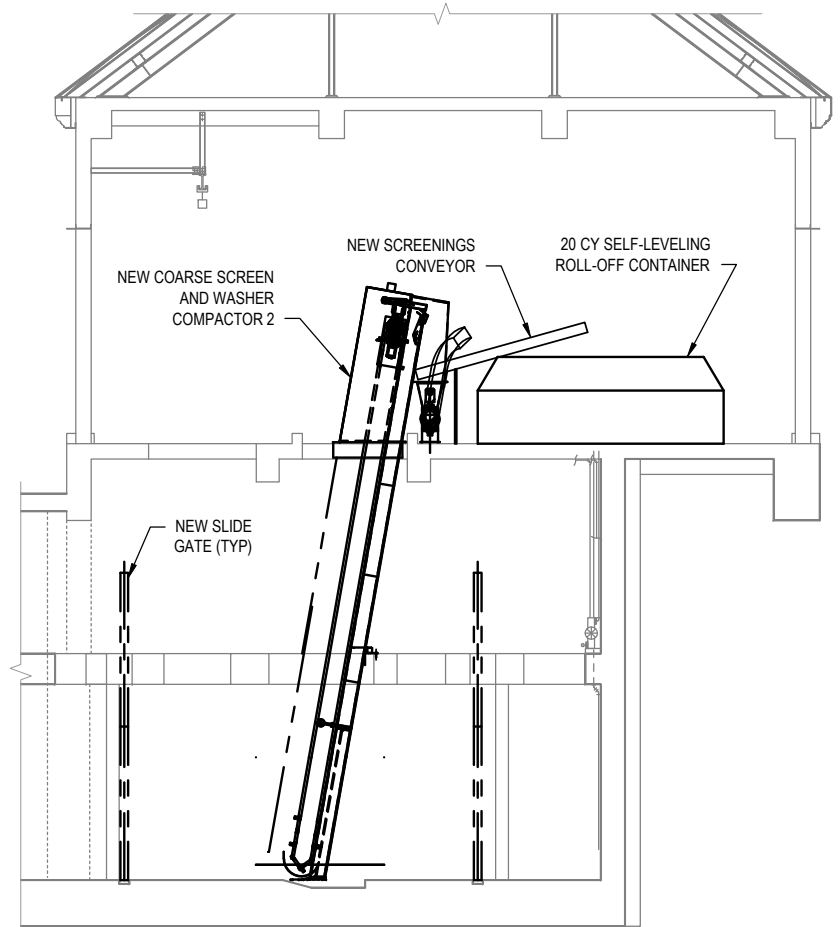 NEW SCREENINGS
CONVEYOR
20 CY SELF-LEVELING
ROLL-OFF CONTAINER
NEW COARSE SCREEN
AND WASHER
COMPACTOR 2
NEW SLIDE
GATE (TYP)